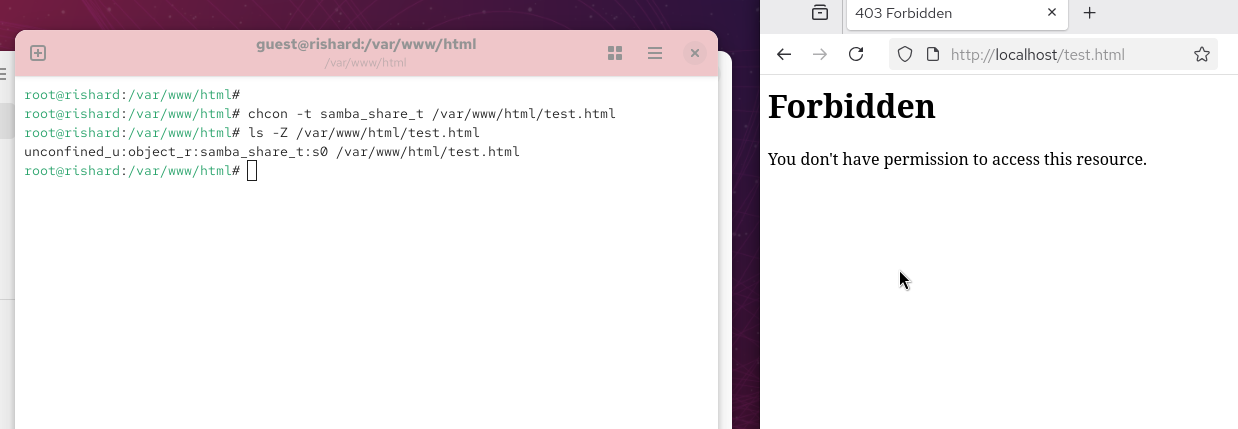 guest@rishard:/var/www/html
/var/www/html
root@rishard:/var/www/html#
root@rishard:/var/www/html# chcon -t samba_share_t /var/www/html/test.html
root@rishard:/var/www/html# ls -Z /var/www/html/test.html
unconfined_u:object_r:samba_share_t:s0 /var/www/html/test.html
root@rishard:/var/www/html#
403 Forbidden
http://localhost/test.html
Forbidden
You don't have permission to access this resource.